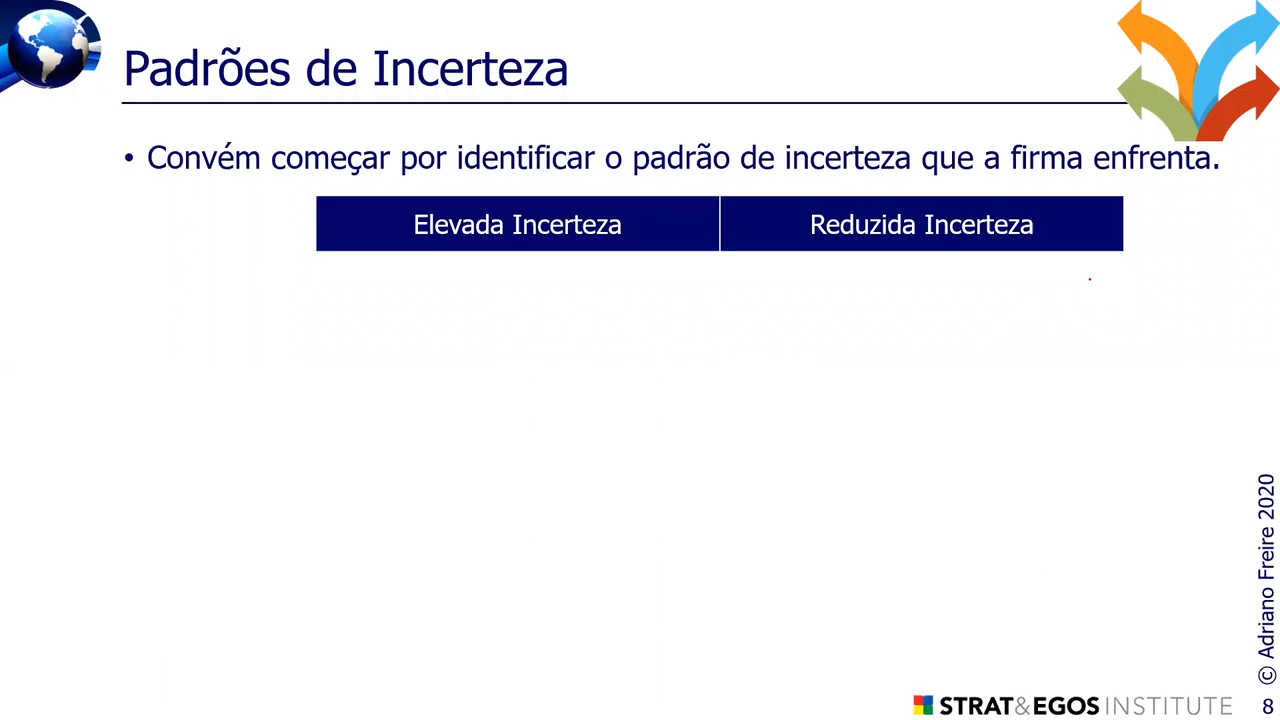 Padrões de Incerteza
• Convém começar por identificar o padrão de incerteza que a firma enfrenta.
Elevada Incerteza
Reduzida Incerteza
© Adriano Freire 2020
STRAT&EGOS INSTITUTE
8